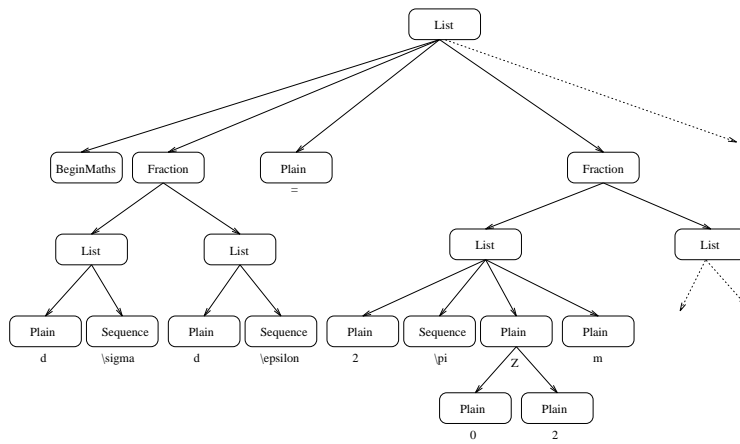 List
BeginMaths Fraction Plain Fraction
=
List List List List
Plain Sequence Plain Sequence Plain Sequence Plain Plain
d \sigma d \epsilon 2 \pi Z m
Plain Plain
0 2